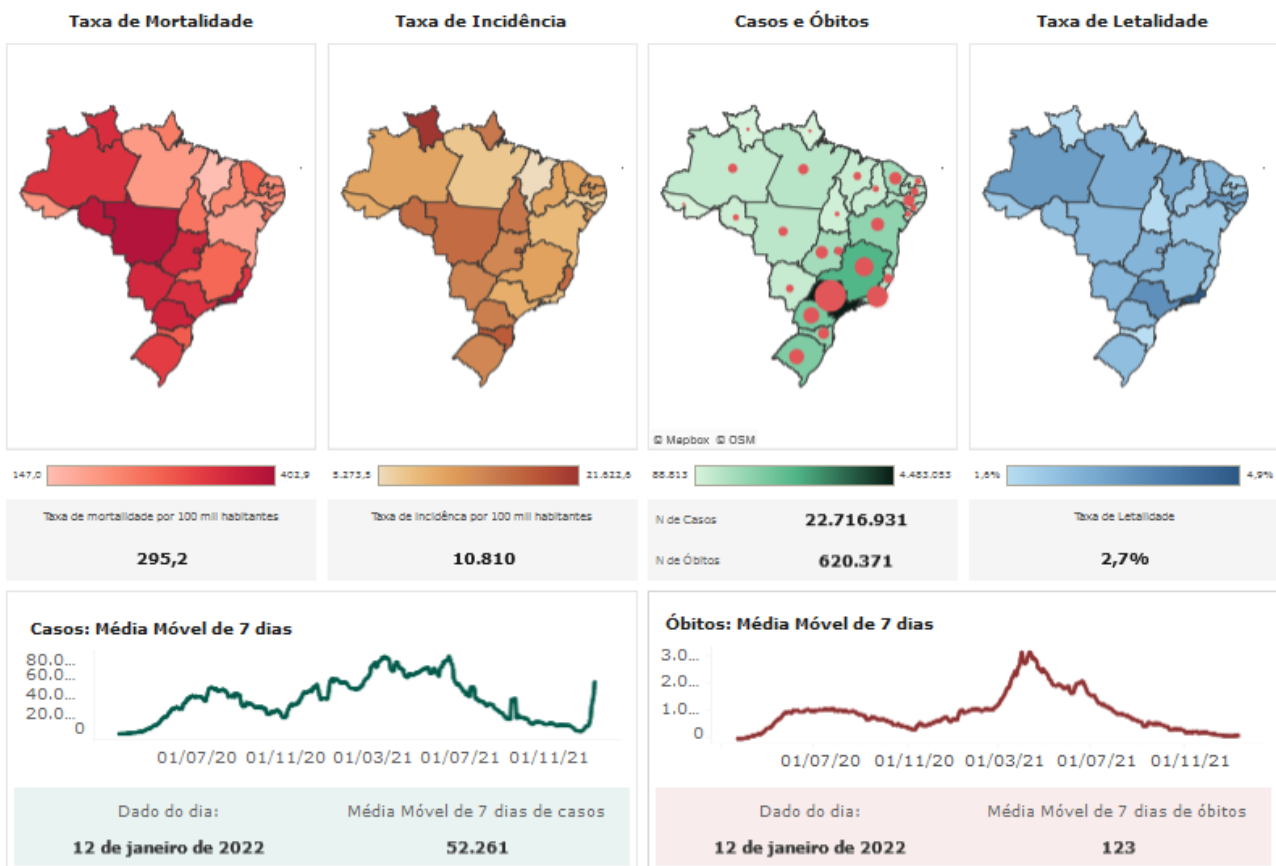 Taxa de Mortalidade
Taxa de Incidência
Casos e Óbitos
Taxa de Letalidade
© Mapbox © OSM
147,0
402,9
5.273,5
21.622,6
88.813
4.483.053
1,6%
4,9%
Taxa de mortalidade por 100 mil habitantes
295,2
Taxa de incidênca por 100 mil habitantes
10.810
N de Casos 22.716.931
N de Óbitos 620.371
Taxa de Letalidade
2,7%
Casos: Média Móvel de 7 dias
80.0...
60.0...
40.0...
20.0...
0
01/07/20 01/11/20 01/03/21 01/07/21 01/11/21
Dado do dia: Média Móvel de 7 dias de casos
12 de janeiro de 2022 52.261
Óbitos: Média Móvel de 7 dias
3.0...
2.0...
1.0...
0
01/07/20 01/11/20 01/03/21 01/07/21 01/11/21
Dado do dia: Média Móvel de 7 dias de óbitos
12 de janeiro de 2022 123